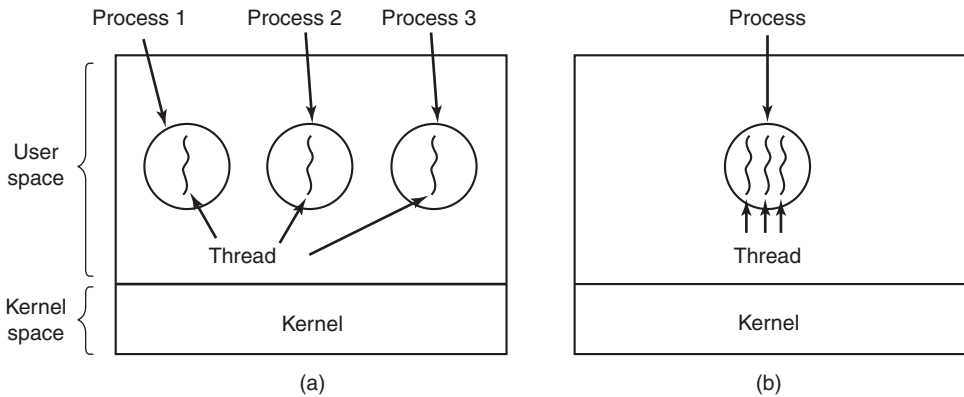 Process 1 Process 2 Process 3 Process
User
space
Thread Thread
Kernel
space
Kernel Kernel
(a) (b)